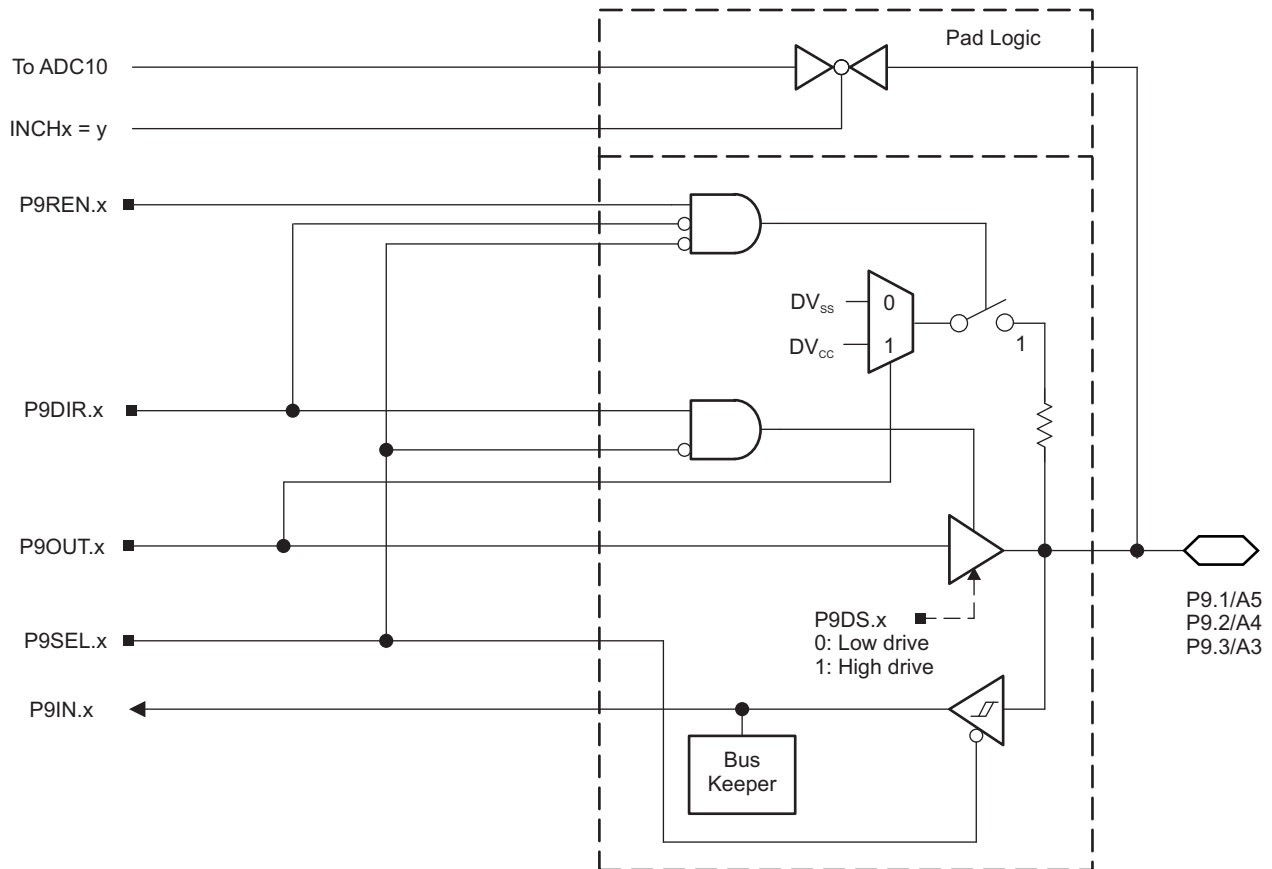 Pad Logic
To ADC10
INCHx = y
P9REN.x
DVSS
0
DVCC
1
1
P9DIR.x
P9OUT.x
P9DS.x
0: Low drive
1: High drive
P9.1/A5
P9.2/A4
P9.3/A3
P9SEL.x
P9IN.x
Bus
Keeper